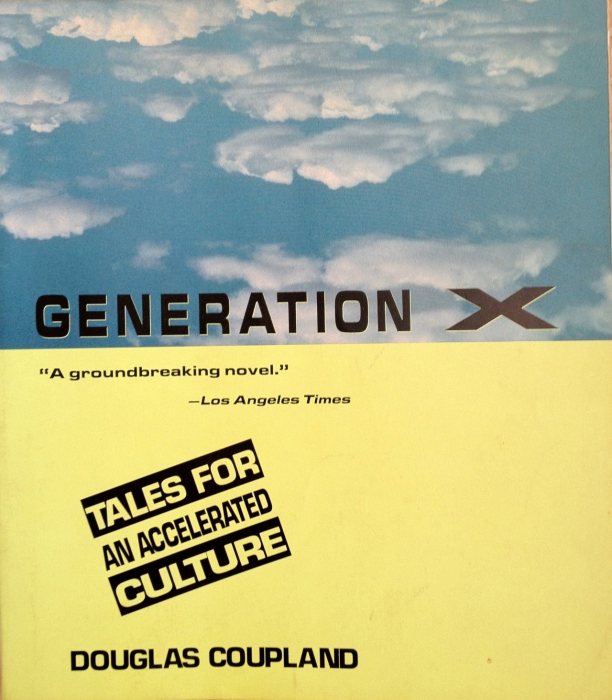 GENERATION X
“A groundbreaking novel.”
—Los Angeles Times
TALES FOR
AN ACCELERATED
CULTURE
DOUGLAS COUPLAND